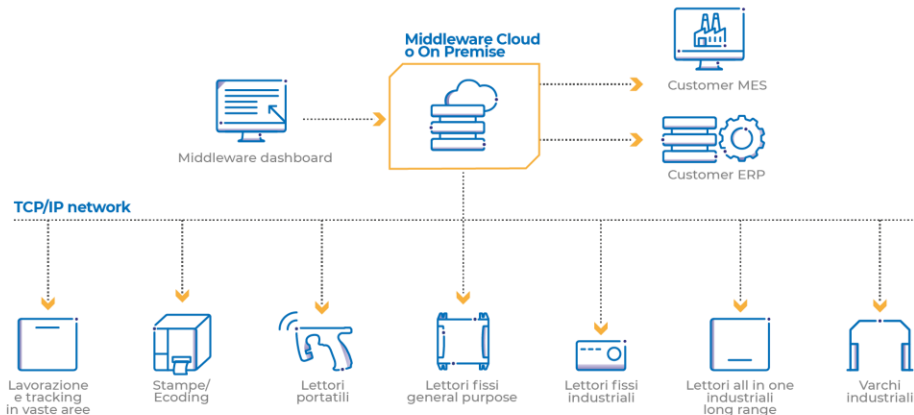 Middleware Cloud
o On Premise
Customer MES
Middleware dashboard
Customer ERP
TCP/IP network
Lavorazione
e tracking
in vaste aree
Stampe/
Ecoding
Lettori
portatili
Lettori fissi
general purpose
Lettori fissi
industriali
Lettori all in one
industriali
long range
Varchi
industriali